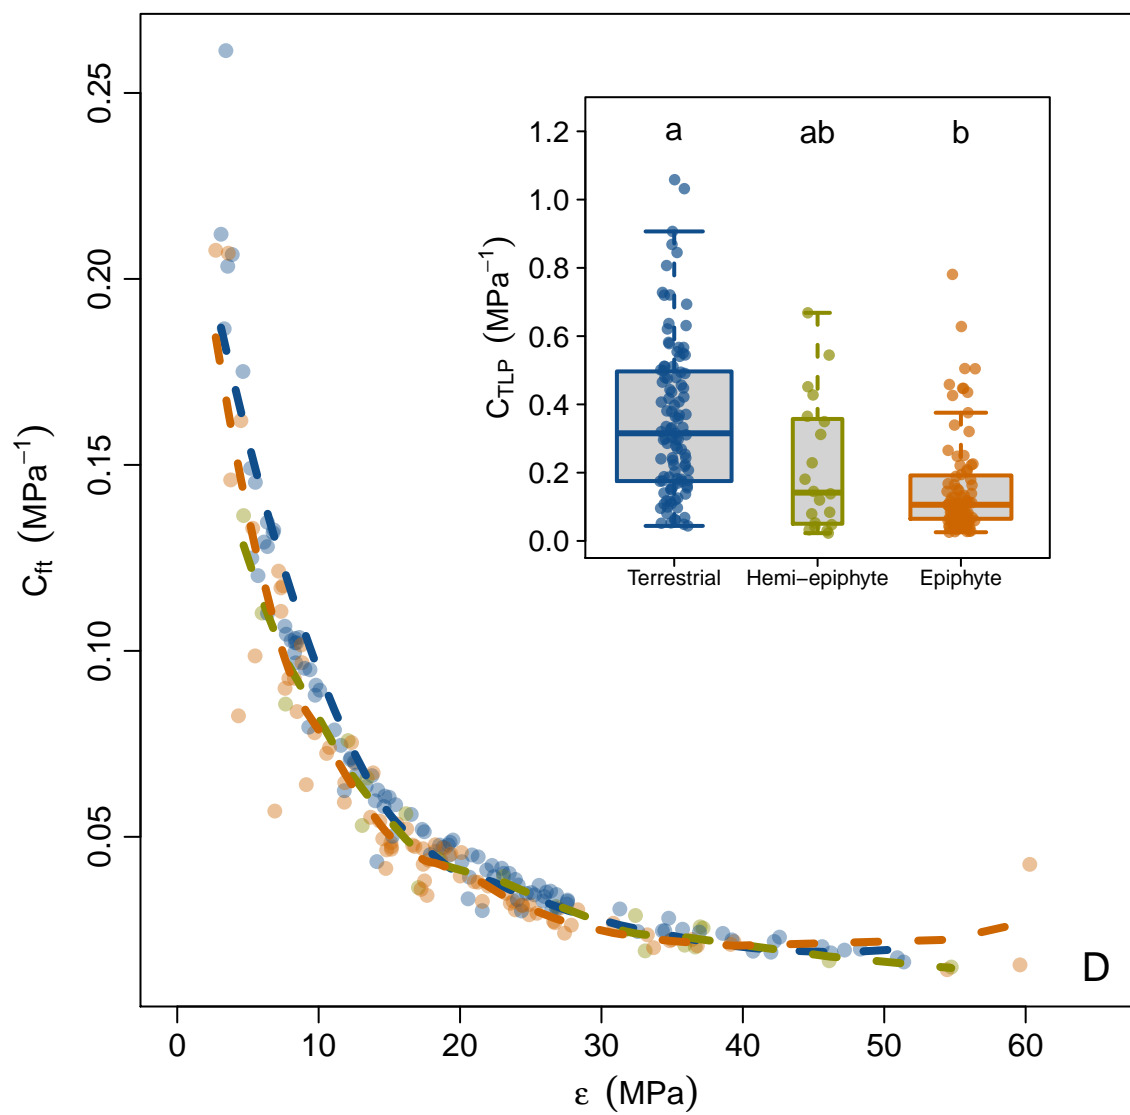 0.25
0.20
0.15
0.10
0.05
C_ft (MPa⁻¹)
1.2
1.0
0.8
0.6
0.4
0.2
0.0
C_TLP (MPa⁻¹)
a ab b
Terrestrial Hemi−epiphyte Epiphyte
D
0 10 20 30 40 50 60
ε (MPa)